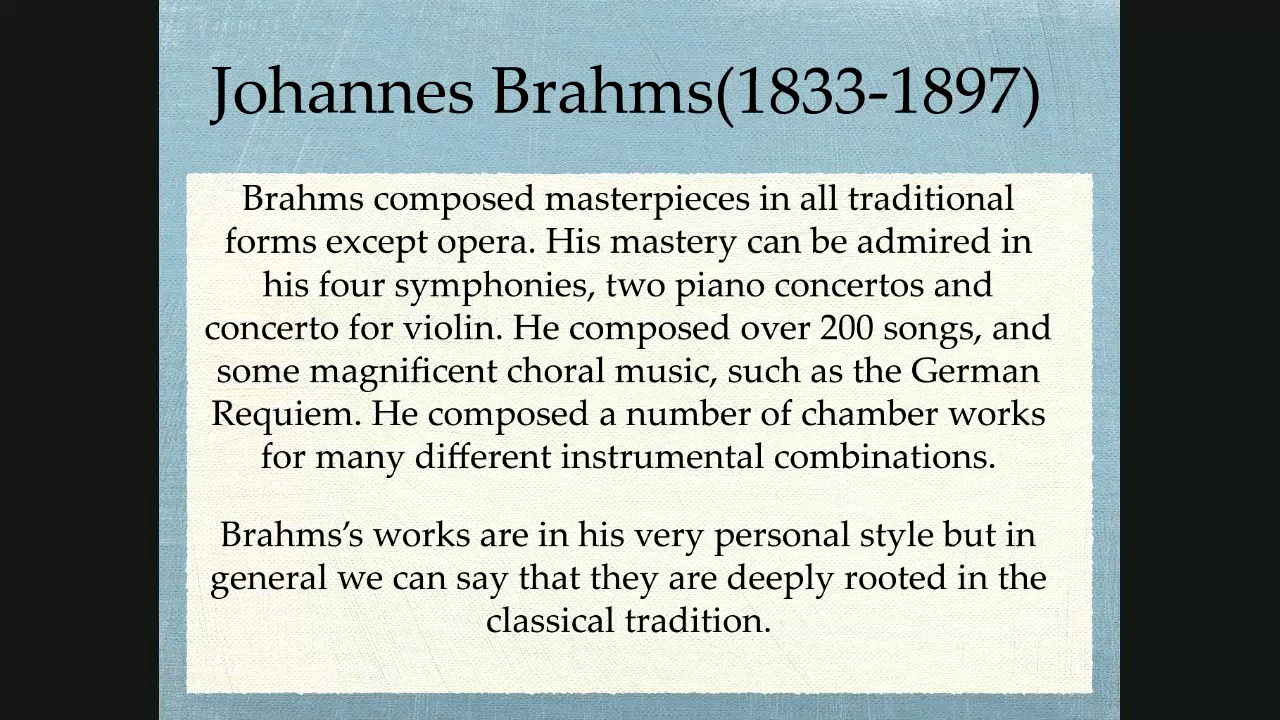 Johannes Brahms(1833-1897)
Brahms composed masterpieces in all traditional
forms except opera. His mastery can be admired in
his four symphonies, two piano concertos and
concerto for violin. He composed over 200 songs, and
some magnificent choral music, such as the German
Requiem. He composed a number of chamber works
for many different instrumental combinations.
Brahms’s works are in his very personal style but in
general we can say that they are deeply rooted in the
classical tradition.